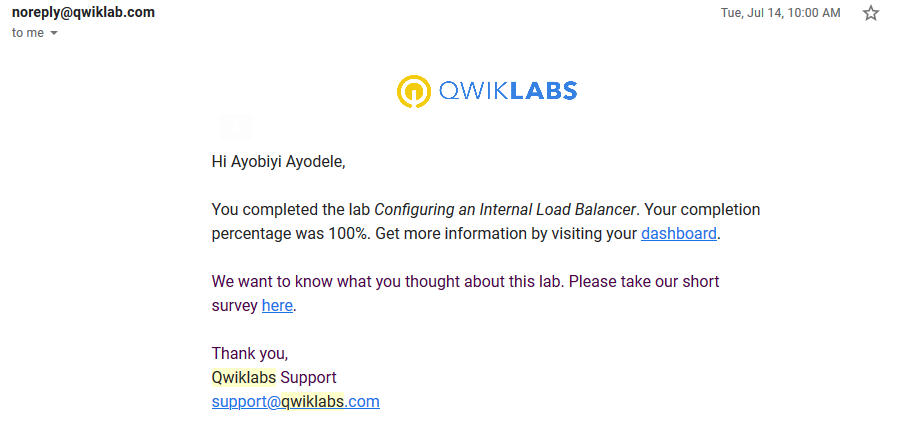 noreply@qwiklab.com
Tue, Jul 14, 10:00 AM
to me
QWIKLABS
Hi Ayobiyi Ayodele,
You completed the lab Configuring an Internal Load Balancer. Your completion
percentage was 100%. Get more information by visiting your dashboard.
We want to know what you thought about this lab. Please take our short
survey here.
Thank you,
Qwiklabs Support
support@qwiklabs.com